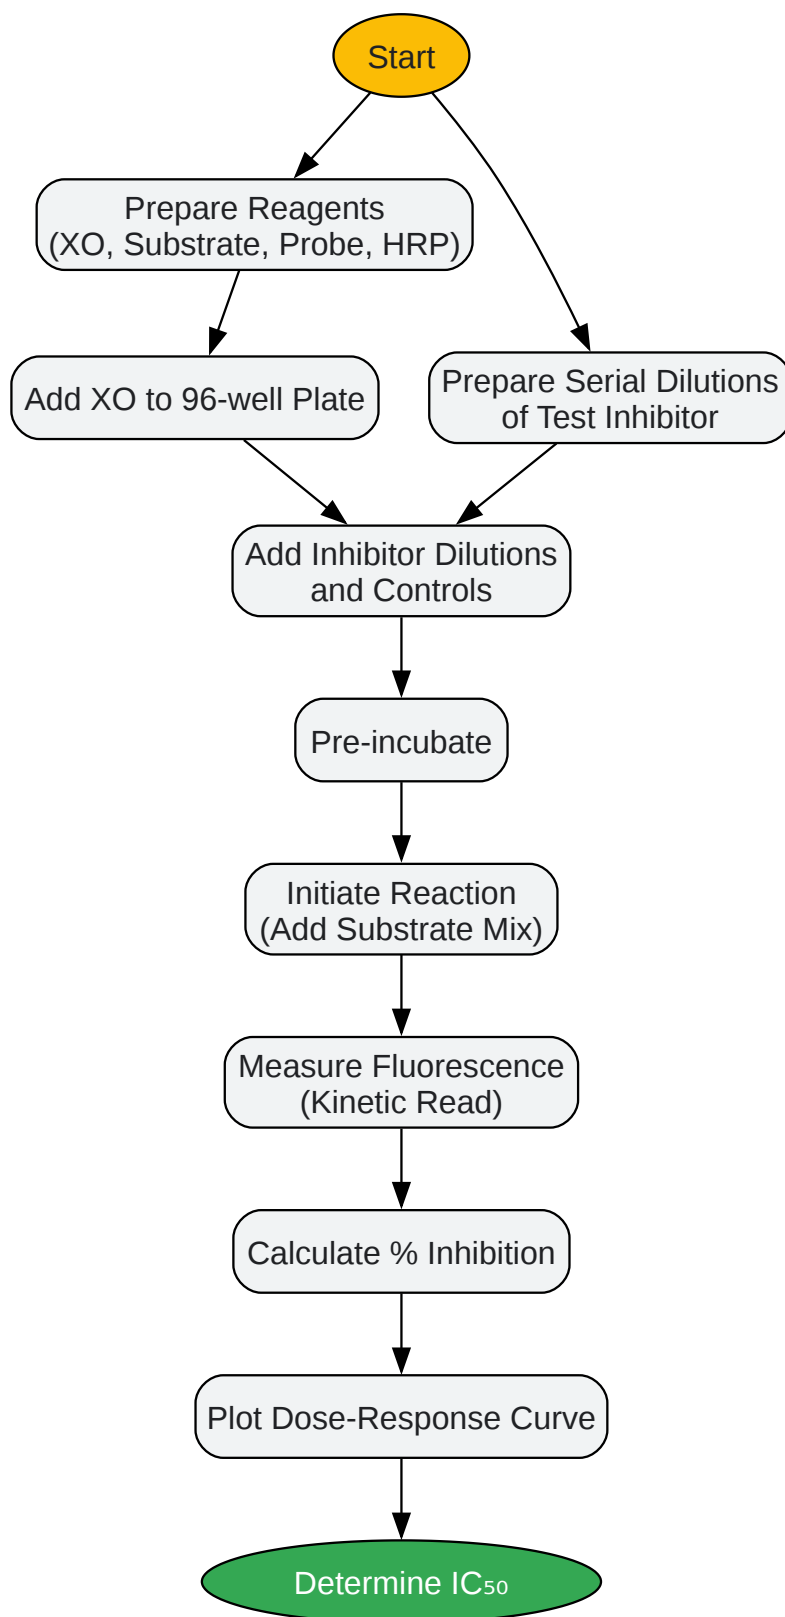 Start
Prepare Reagents
(XO, Substrate, Probe, HRP)
Add XO to 96-well Plate
Prepare Serial Dilutions
of Test Inhibitor
Add Inhibitor Dilutions
and Controls
Pre-incubate
Initiate Reaction
(Add Substrate Mix)
Measure Fluorescence
(Kinetic Read)
Calculate % Inhibition
Plot Dose-Response Curve
Determine IC₅₀